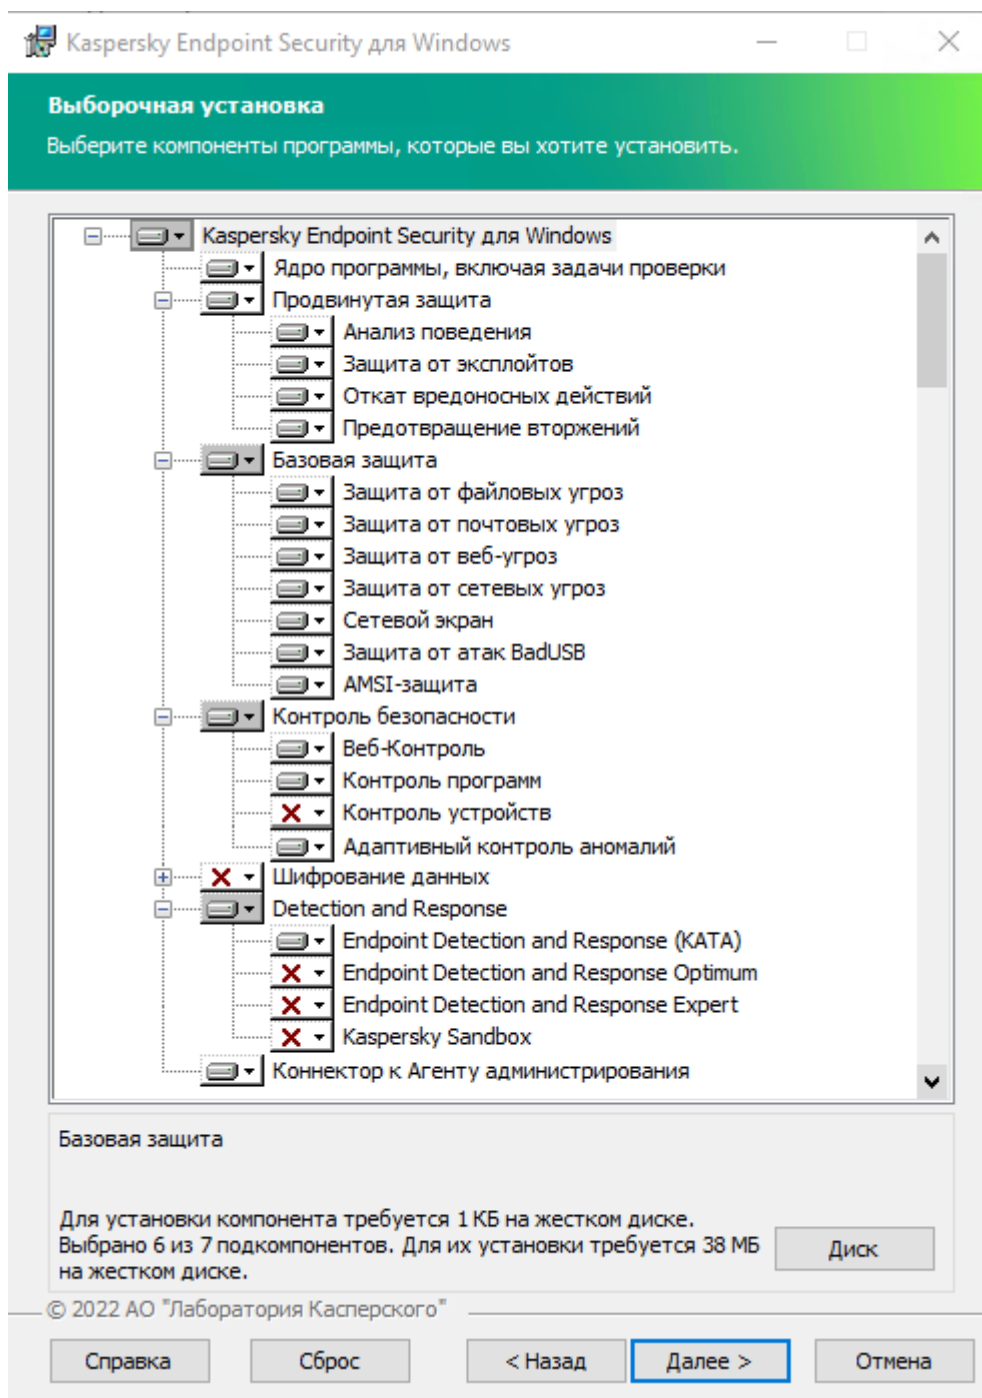 Kaspersky Endpoint Security для Windows
Выборочная установка
Выберите компоненты программы, которые вы хотите установить.
Kaspersky Endpoint Security для Windows
Ядро программы, включая задачи проверки
Продвинутая защита
Анализ поведения
Защита от эксплойтов
Откат вредоносных действий
Предотвращение вторжений
Базовая защита
Защита от файловых угроз
Защита от почтовых угроз
Защита от веб-угроз
Защита от сетевых угроз
Сетевой экран
Защита от атак BadUSB
AMSI-защита
Контроль безопасности
Веб-Контроль
Контроль программ
Контроль устройств
Адаптивный контроль аномалий
Шифрование данных
Detection and Response
Endpoint Detection and Response (KATA)
Endpoint Detection and Response Optimum
Endpoint Detection and Response Expert
Kaspersky Sandbox
Коннектор к Агенту администрирования
Базовая защита
Для установки компонента требуется 1 КБ на жестком диске.
Выбрано 6 из 7 подкомпонентов. Для их установки требуется 38 МБ
на жестком диске.
Диск
© 2022 АО "Лаборатория Касперского"
Справка
Сброс
< Назад
Далее >
Отмена